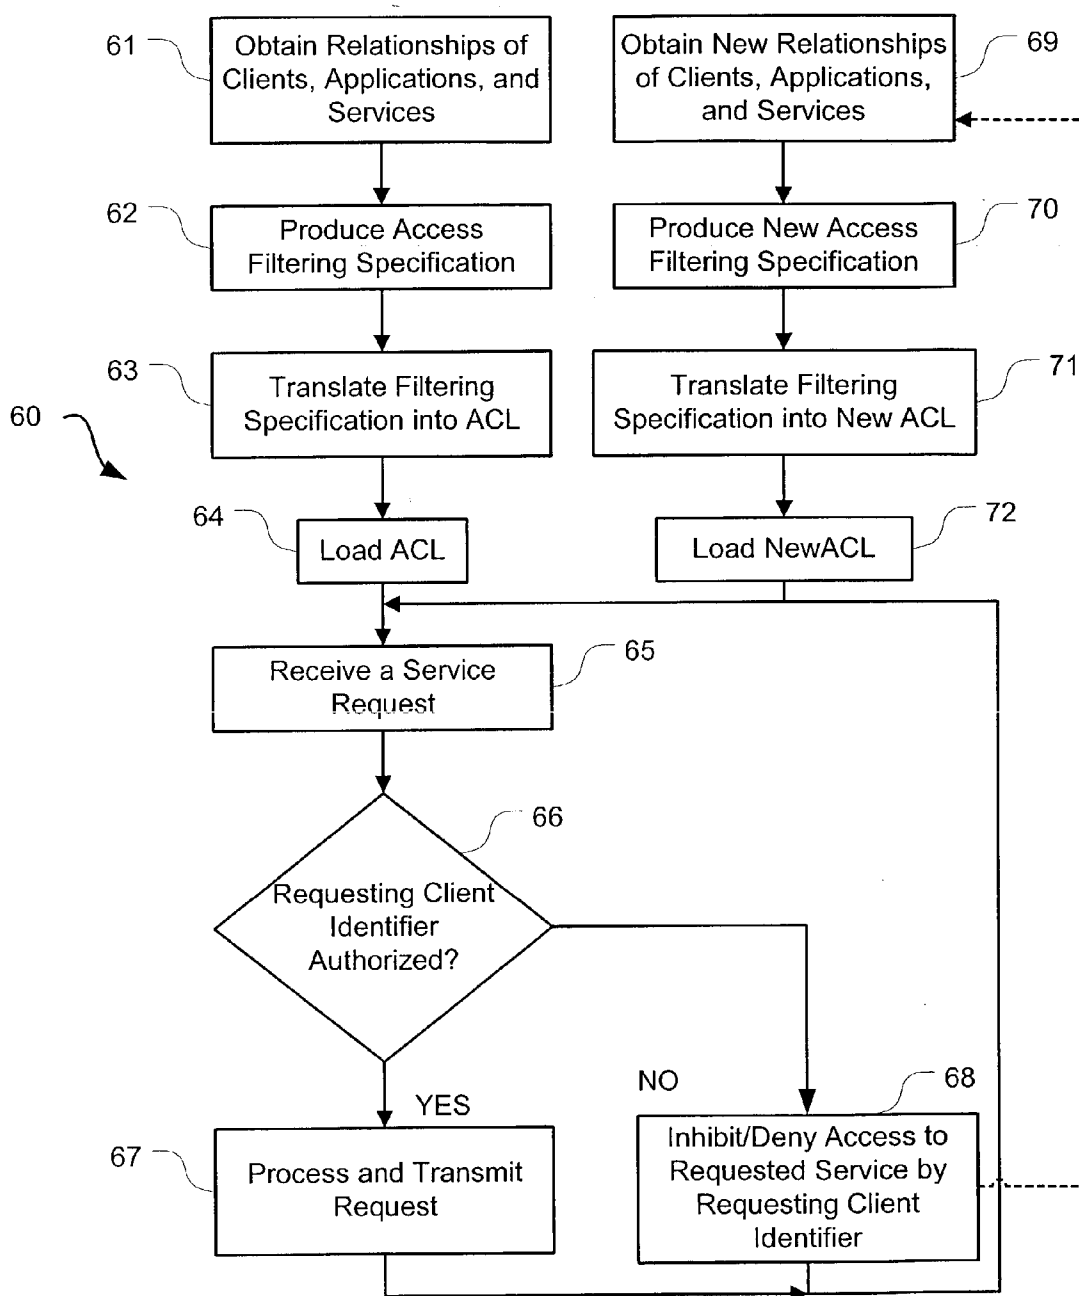 61
Obtain Relationships of
Clients, Applications, and
Services
Obtain New Relationships
of Clients, Applications,
and Services
69
62
Produce Access
Filtering Specification
Produce New Access
Filtering Specification
70
63
Translate Filtering
Specification into ACL
Translate Filtering
Specification into New ACL
71
60
64
Load ACL
Load NewACL
72
Receive a Service
Request
65
66
Requesting Client
Identifier
Authorized?
YES
NO
68
67
Process and Transmit
Request
Inhibit/Deny Access to
Requested Service by
Requesting Client
Identifier